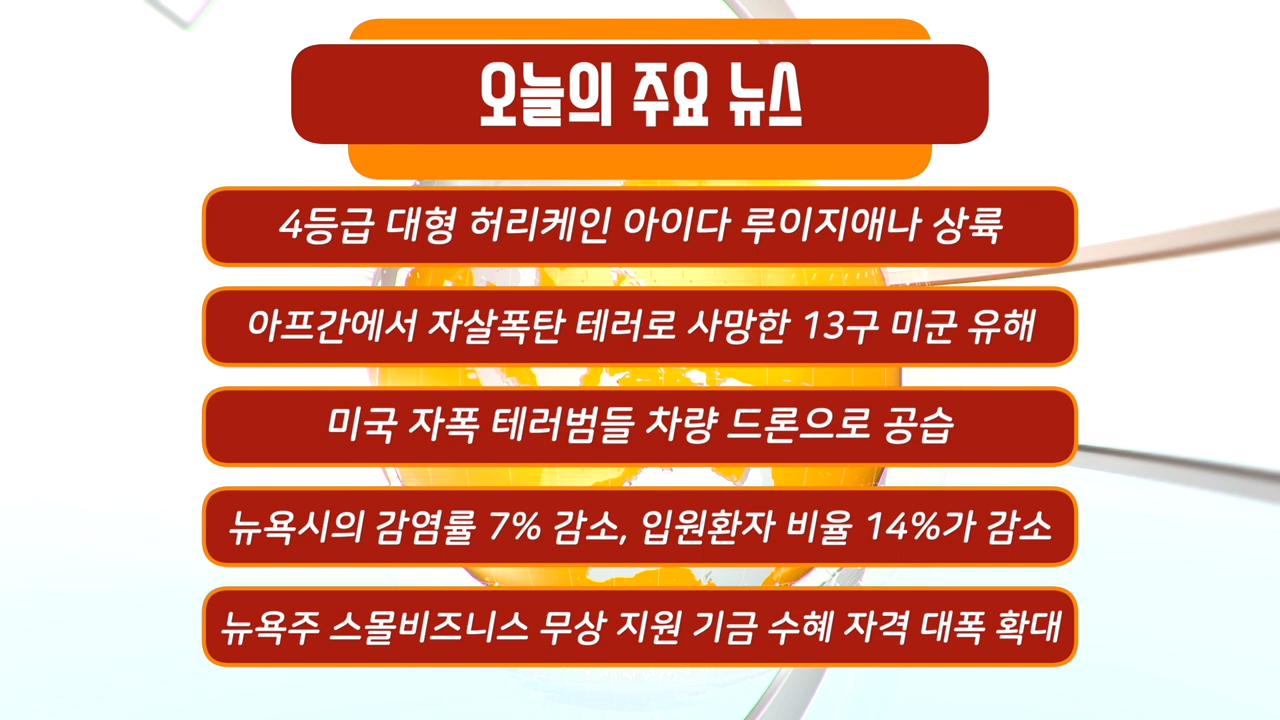 오늘의 주요 뉴스
4등급 대형 허리케인 아이다 루이지애나 상륙
아프간에서 자살폭탄 테러로 사망한 13구 미군 유해
미국 자폭 테러범들 차량 드론으로 공습
뉴욕시의 감염률 7% 감소, 입원환자 비율 14%가 감소
뉴욕주 스몰비즈니스 무상 지원 기금 수혜 자격 대폭 확대